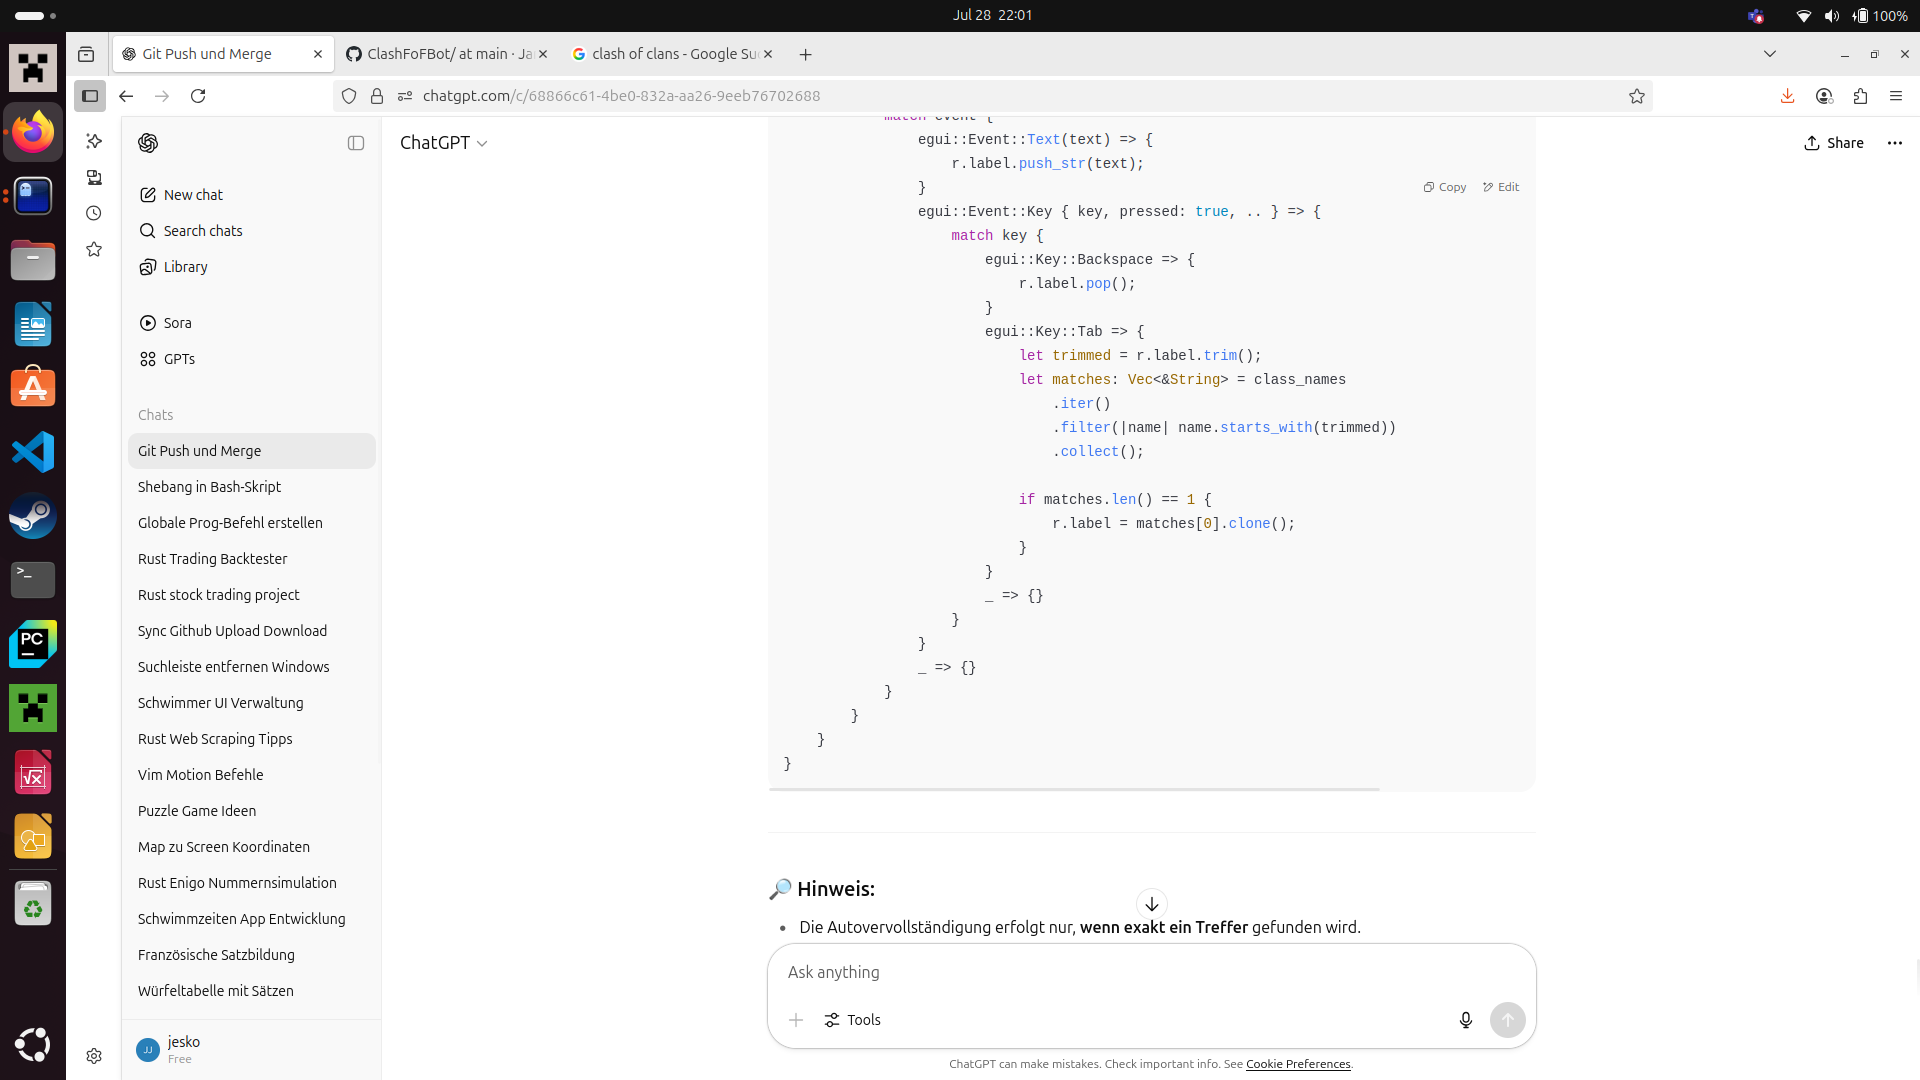 Jul 28 22:01
100%
Git Push und Merge
ClashFoFBot/ at main · Ja
clash of clans - Google Su
chatgpt.com/c/68866c61-4be0-832a-aa26-9eeb76702688
ChatGPT
Share
New chat
Search chats
Library
Sora
GPTs
Chats
Git Push und Merge
Shebang in Bash-Skript
Globale Prog-Befehl erstellen
Rust Trading Backtester
Rust stock trading project
Sync Github Upload Download
Suchleiste entfernen Windows
Schwimmer UI Verwaltung
Rust Web Scraping Tipps
Vim Motion Befehle
Puzzle Game Ideen
Map zu Screen Koordinaten
Rust Enigo Nummernsimulation
Schwimmzeiten App Entwicklung
Französische Satzbildung
Würfeltabelle mit Sätzen
JJ
jesko
Free
match event {
egui::Event::Text(text) => {
r.label.push_str(text);
}
Copy
Edit
egui::Event::Key { key, pressed: true, .. } => {
match key {
egui::Key::Backspace => {
r.label.pop();
}
egui::Key::Tab => {
let trimmed = r.label.trim();
let matches: Vec<&String> = class_names
.iter()
.filter(|name| name.starts_with(trimmed))
.collect();
if matches.len() == 1 {
r.label = matches[0].clone();
}
}
_ => {}
}
}
_ => {}
}
}
}
}
🔎 Hinweis:
• Die Autovervollständigung erfolgt nur, wenn exakt ein Treffer gefunden wird.
Ask anything
Tools
ChatGPT can make mistakes. Check important info. See Cookie Preferences.
>_
PC